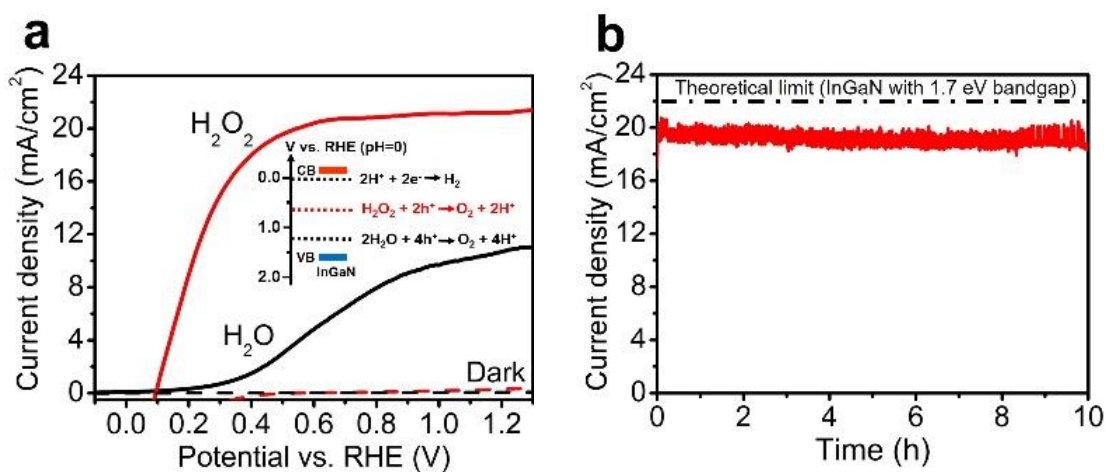 a
Current density (mA/cm²)
24
20
16
12
8
4
0
H₂O₂
V vs. RHE (pH=0)
CB
0.0
2H⁺ + 2e⁻→H₂
H₂O₂ + 2h⁺→O₂ + 2H⁺
1.0
2H₂O + 4h⁺→O₂ + 4H⁺
VB
InGaN
2.0
H₂O
Dark
0.0 0.2 0.4 0.6 0.8 1.0 1.2
Potential vs. RHE (V)
b
Current density (mA/cm²)
24
20
16
12
8
4
0
Theoretical limit (InGaN with 1.7 eV bandgap)
0 2 4 6 8 10
Time (h)